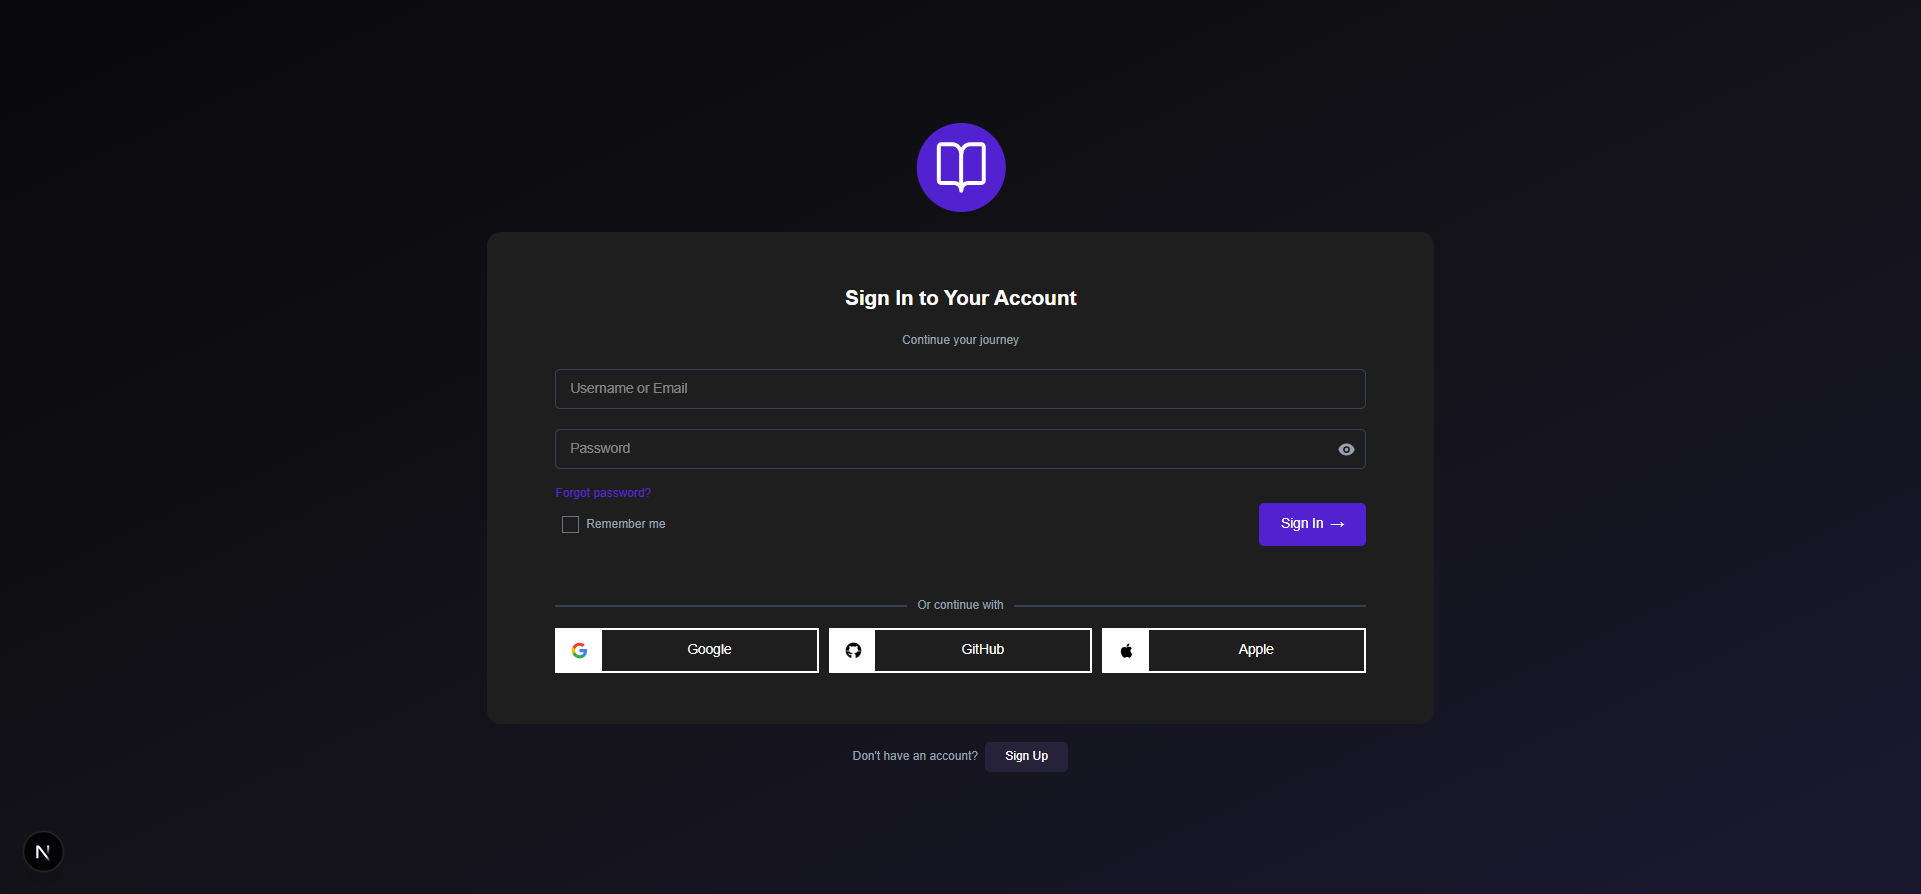 Sign In to Your Account
Continue your journey
Username or Email
Password
Forgot password?
Remember me
Sign In →
Or continue with
Google
GitHub
Apple
Don't have an account?
Sign Up
N